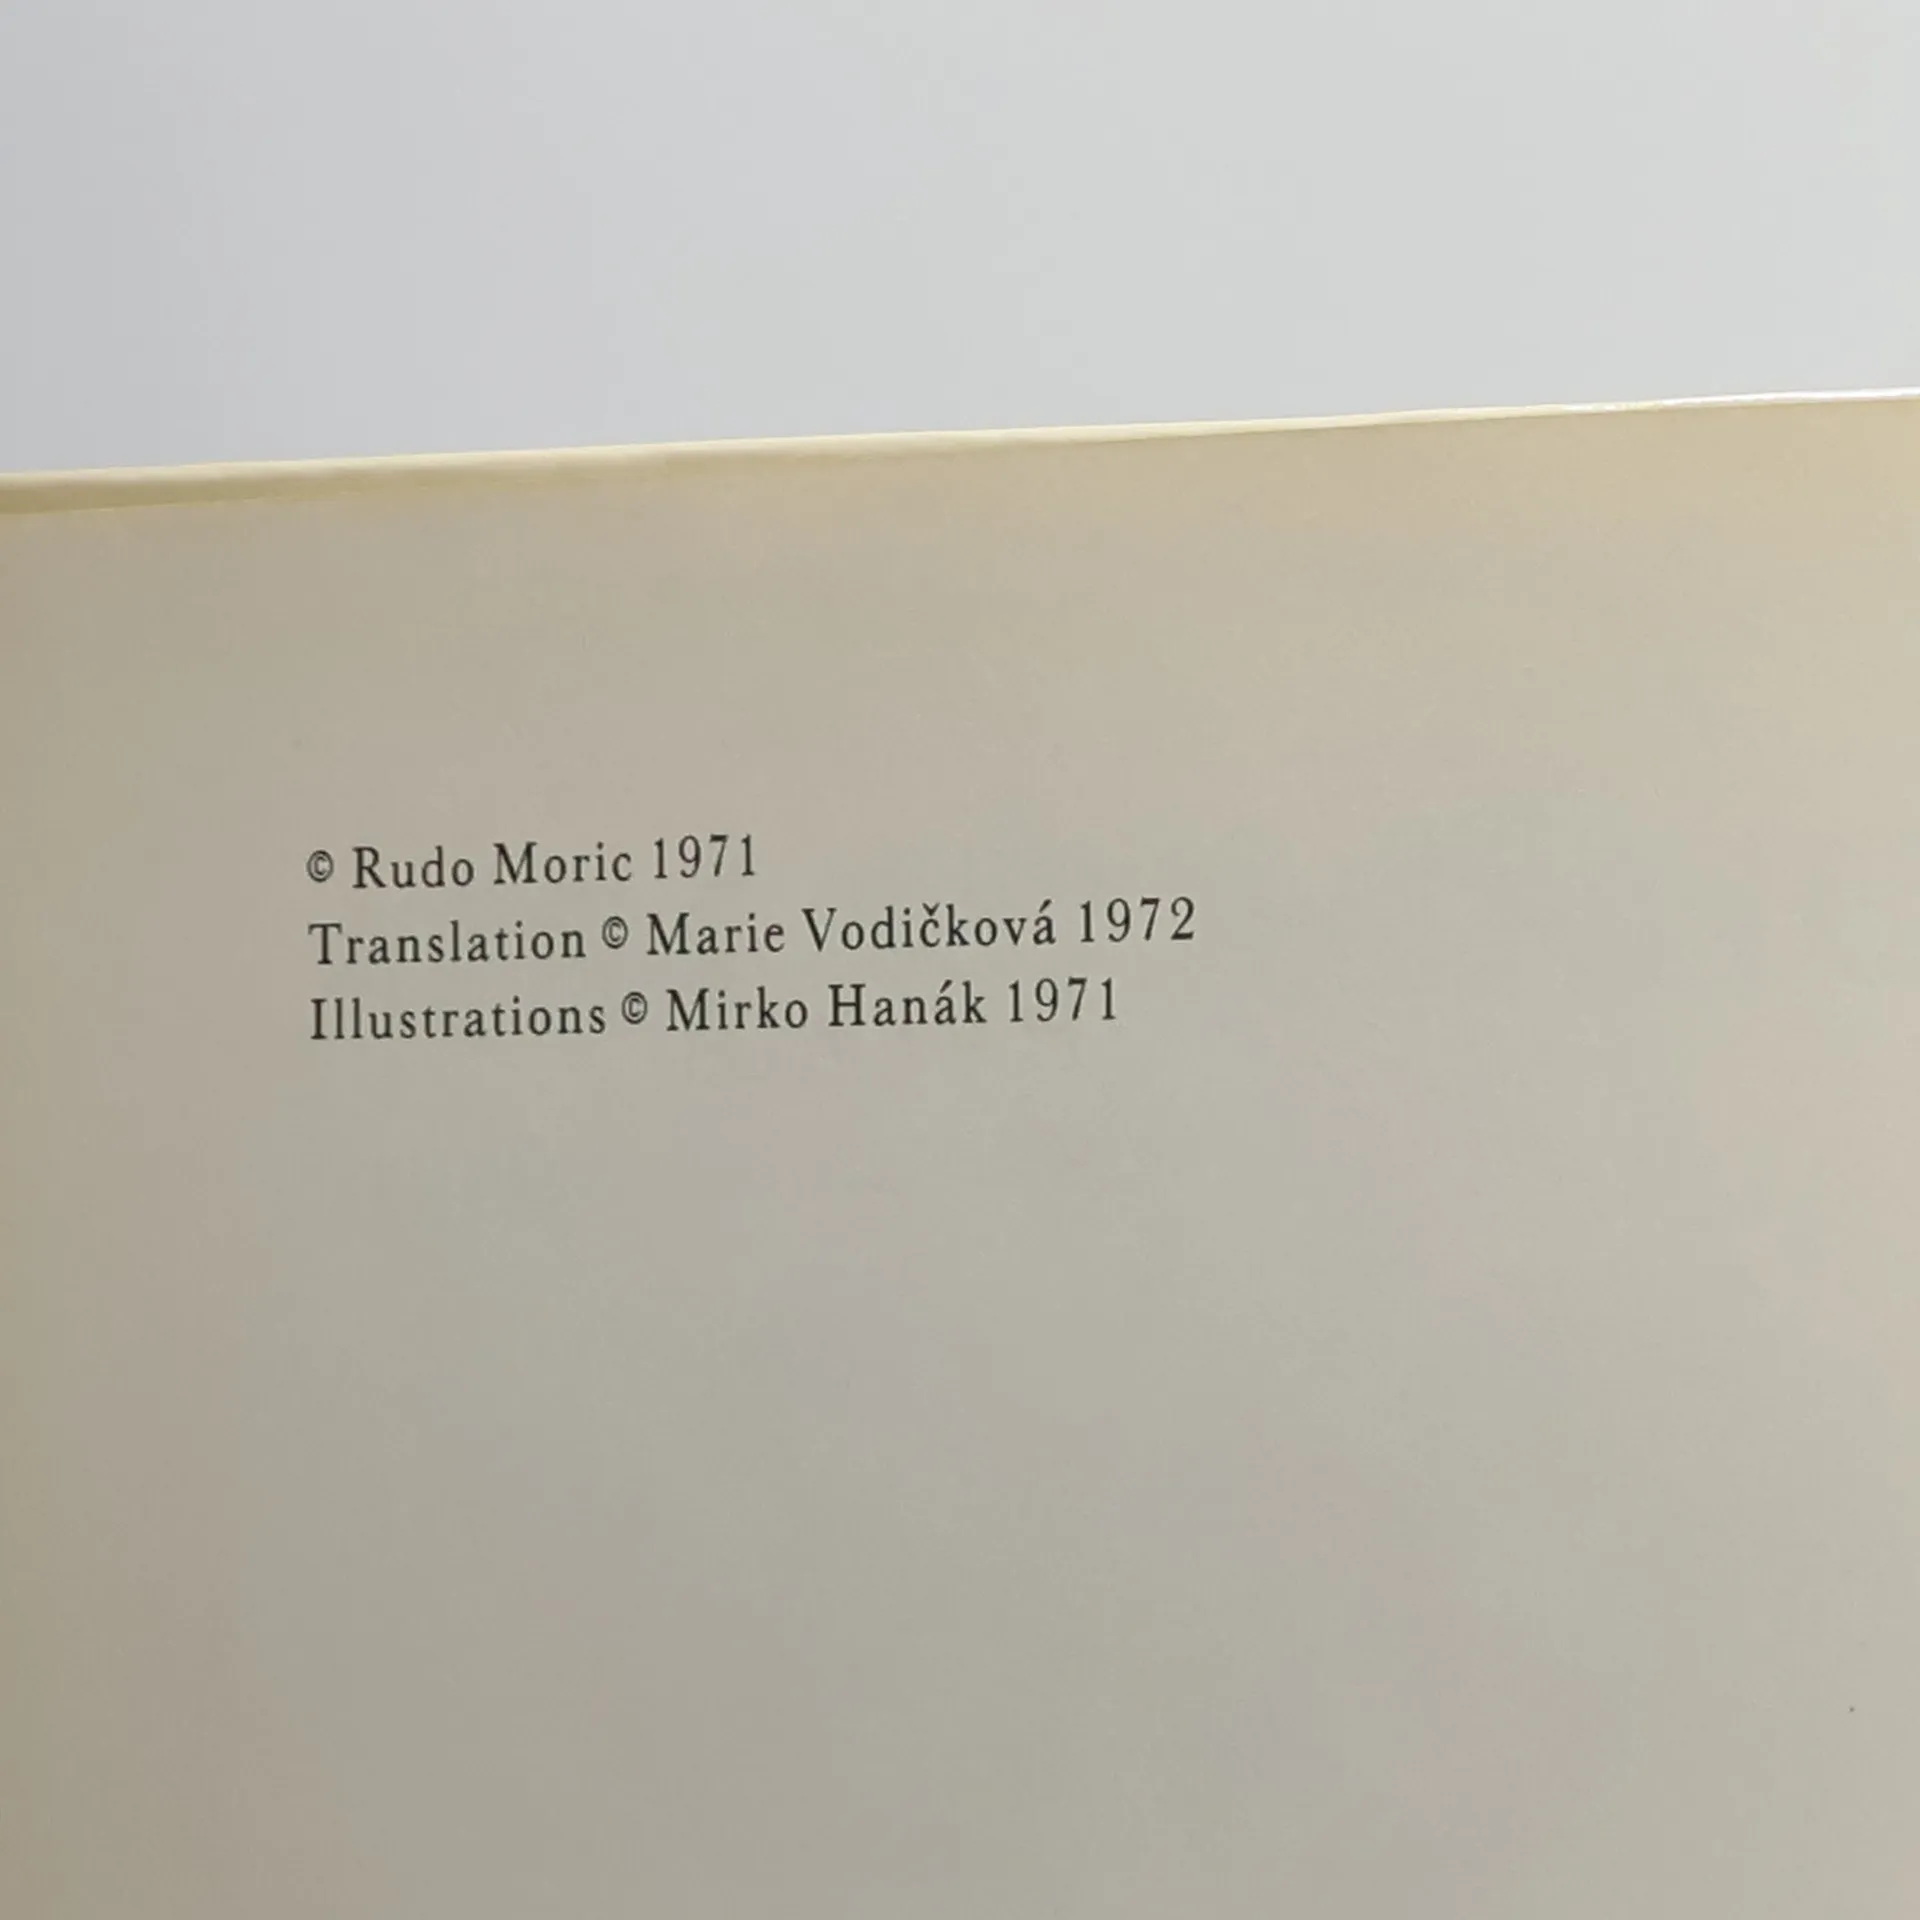 © Rudo Moric 1971
Translation © Marie Vodičková 1972
Illustrations © Mirko Hanák 1971